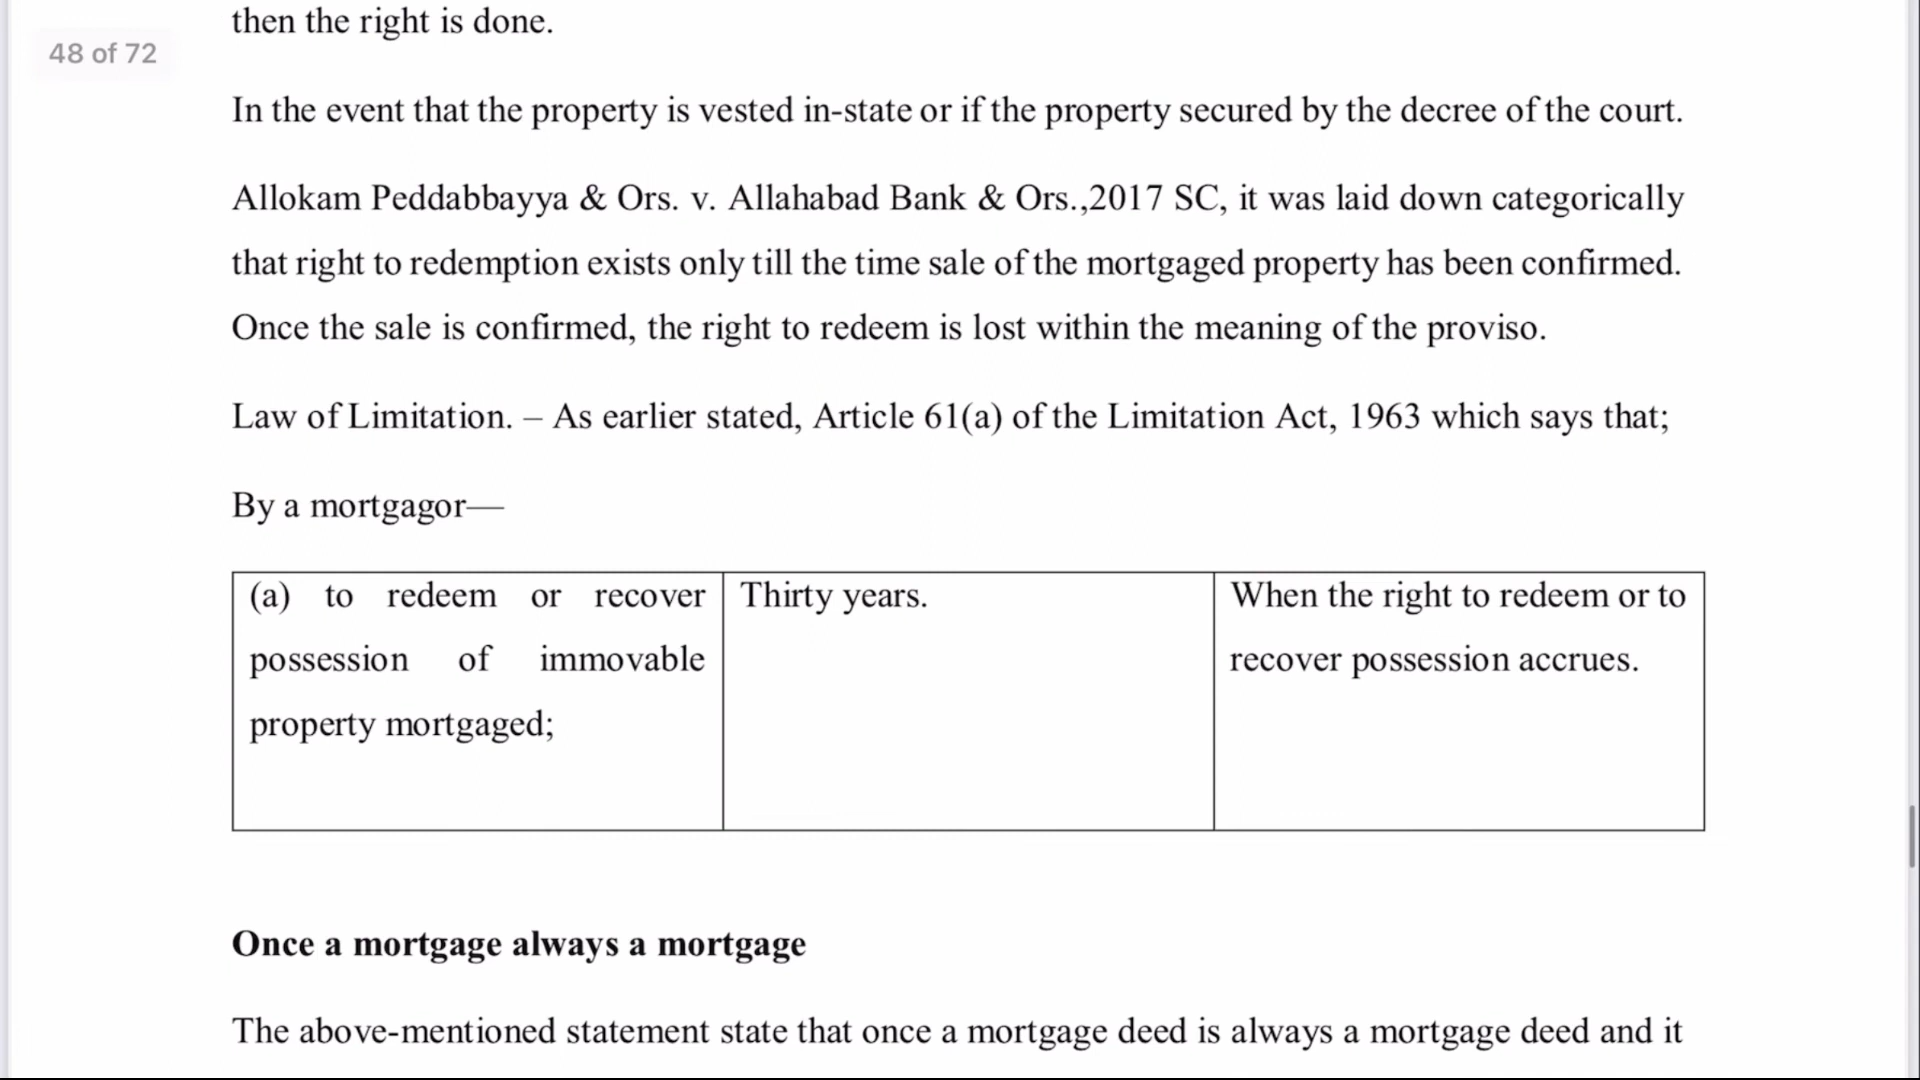 then the right is done.
48 of 72
In the event that the property is vested in-state or if the property secured by the decree of the court.
Allokam Peddabbayya & Ors. v. Allahabad Bank & Ors.,2017 SC, it was laid down categorically
that right to redemption exists only till the time sale of the mortgaged property has been confirmed.
Once the sale is confirmed, the right to redeem is lost within the meaning of the proviso.
Law of Limitation. – As earlier stated, Article 61(a) of the Limitation Act, 1963 which says that;
By a mortgagor—
(a) to redeem or recover
possession of immovable
property mortgaged;
Thirty years.
When the right to redeem or to
recover possession accrues.
Once a mortgage always a mortgage
The above-mentioned statement state that once a mortgage deed is always a mortgage deed and it